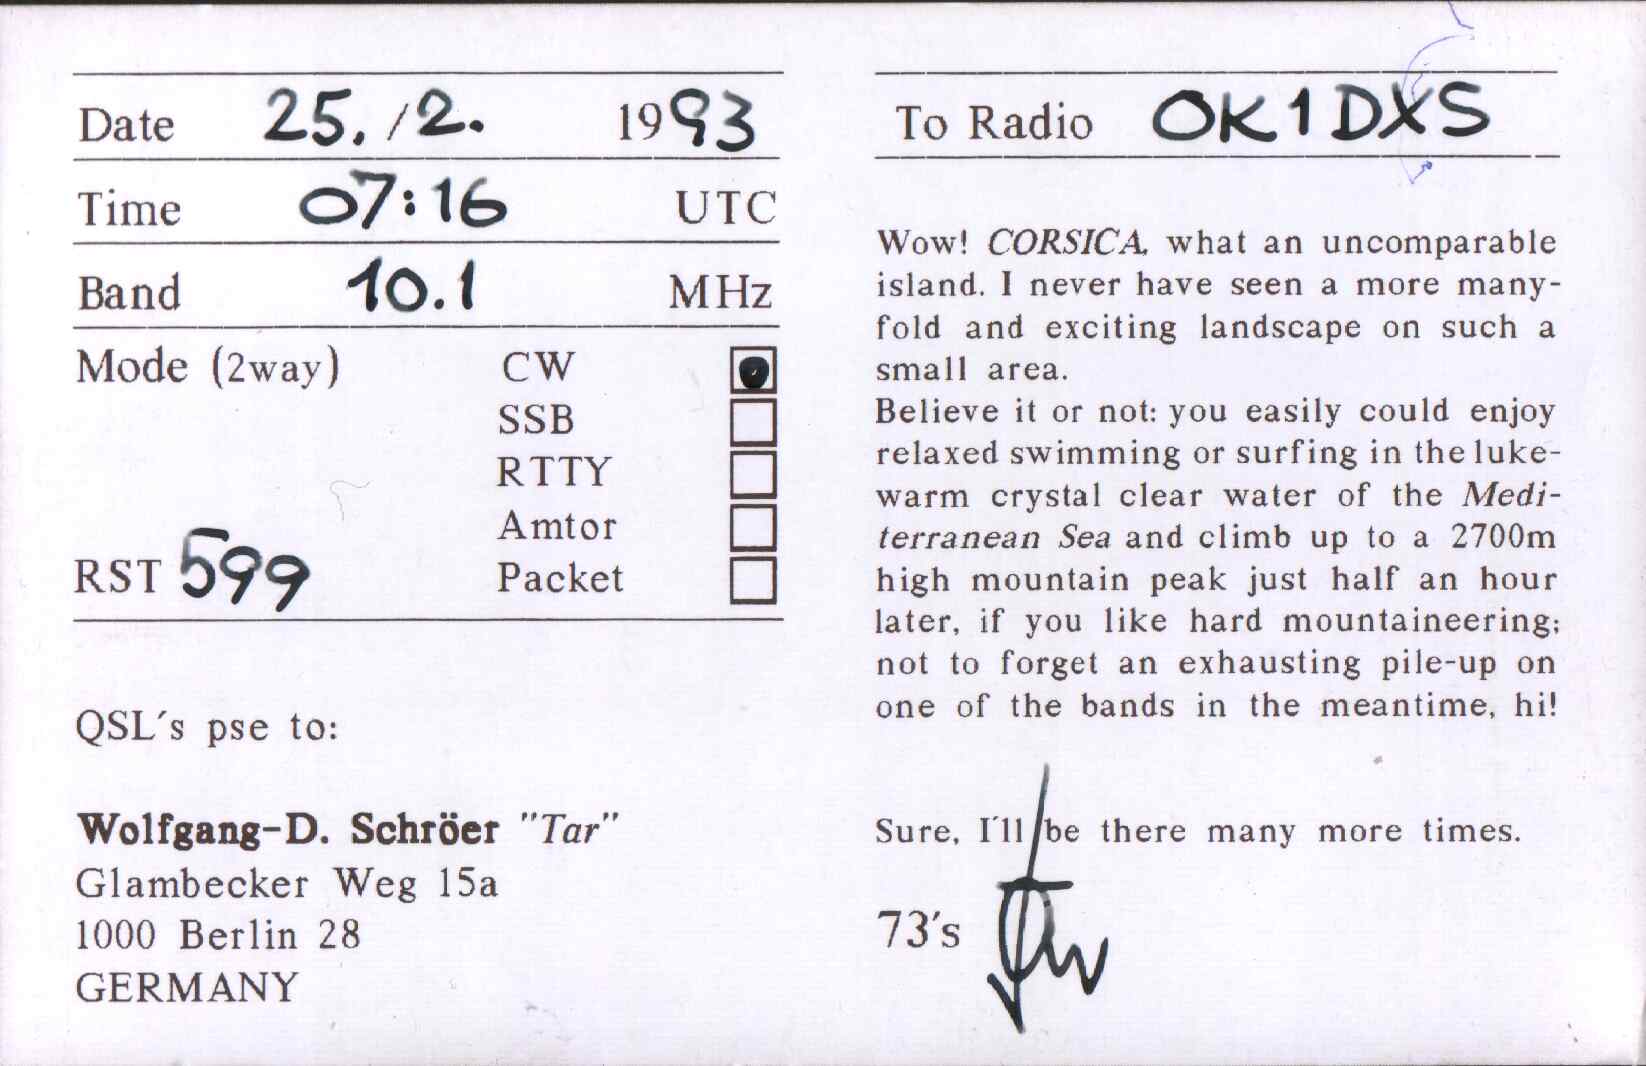 Date 25./2. 1993
Time 07:16 UTC
Band 10.1 MHz
Mode (2way) CW
SSB
RTTY
Amtor
RST 599 Packet
QSL´s pse to:
Wolfgang-D. Schröer "Tar"
Glambecker Weg 15a
1000 Berlin 28
GERMANY
To Radio OK1DXS
Wow! CORSICA, what an uncomparable
island. I never have seen a more many-
fold and exciting landscape on such a
small area.
Believe it or not: you easily could enjoy
relaxed swimming or surfing in the luke-
warm crystal clear water of the Medi-
terranean Sea and climb up to a 2700m
high mountain peak just half an hour
later, if you like hard mountaineering;
not to forget an exhausting pile-up on
one of the bands in the meantime, hi!
Sure, I´ll be there many more times.
73´s